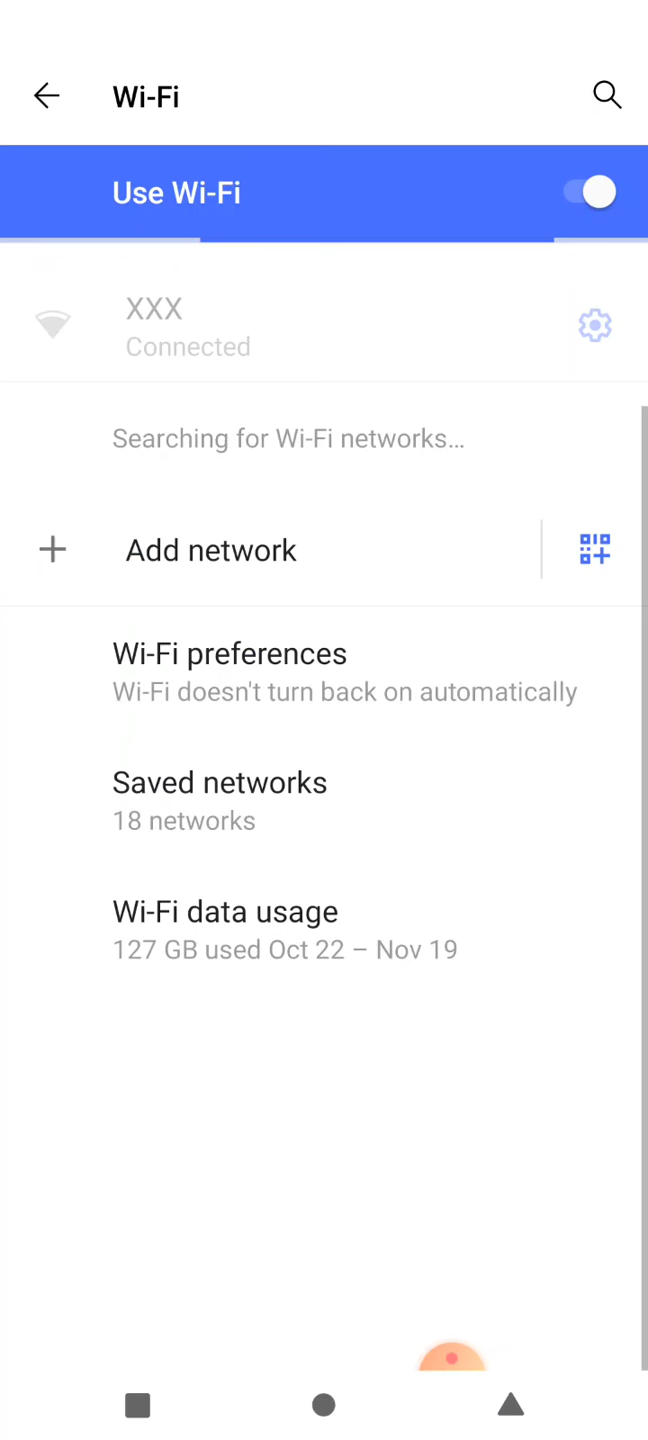 Wi-Fi
Use Wi-Fi
XXX
Connected
Searching for Wi-Fi networks…
Add network
Wi-Fi preferences
Wi-Fi doesn't turn back on automatically
Saved networks
18 networks
Wi-Fi data usage
127 GB used Oct 22 – Nov 19